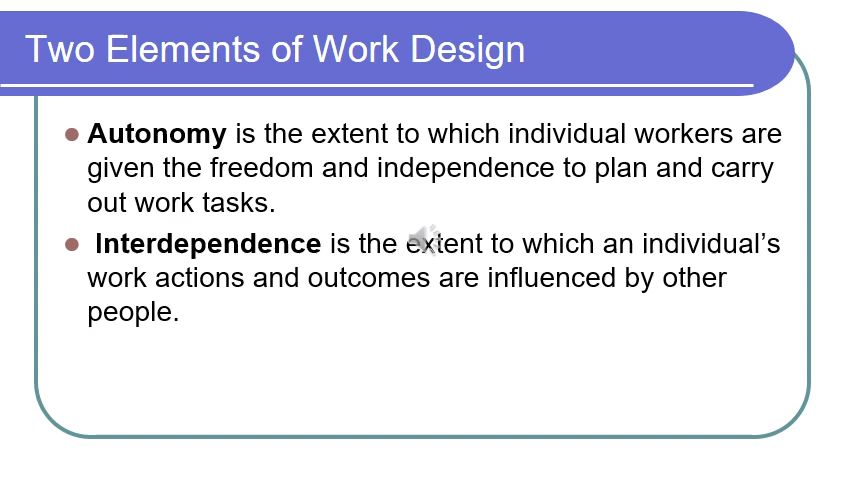 Two Elements of Work Design
Autonomy is the extent to which individual workers are
given the freedom and independence to plan and carry
out work tasks.
Interdependence is the extent to which an individual’s
work actions and outcomes are influenced by other
people.